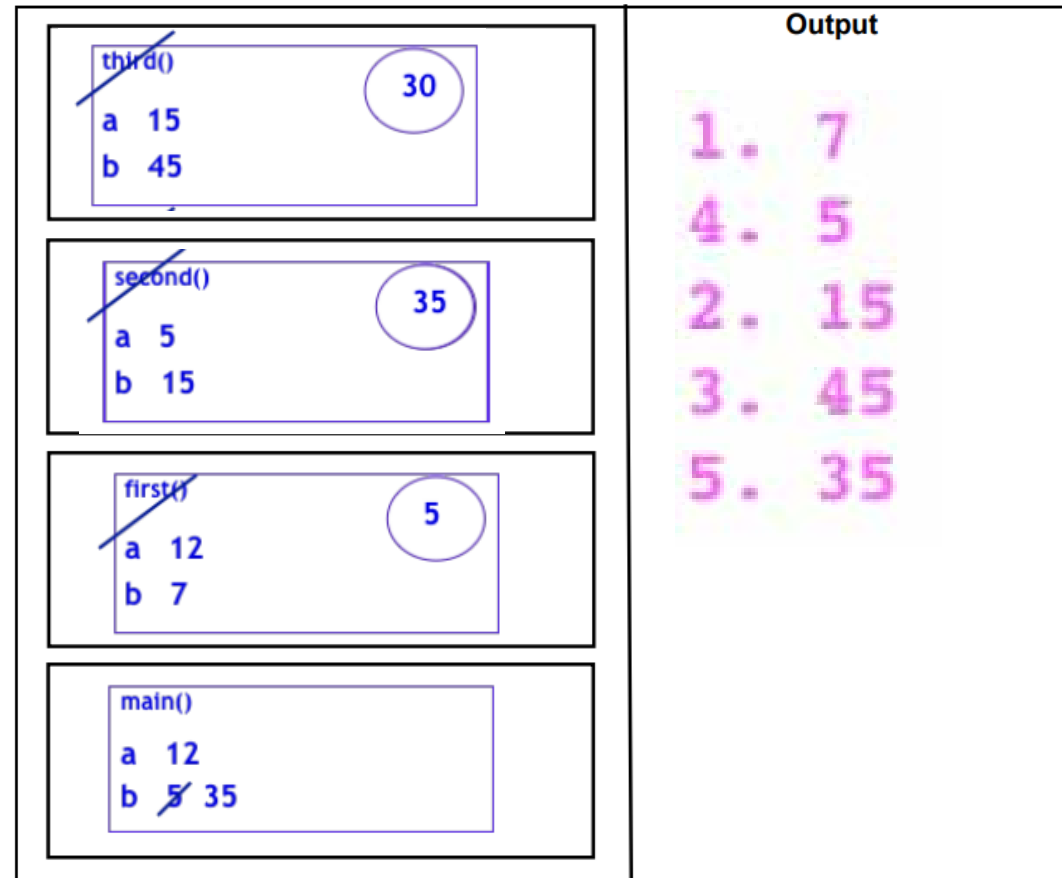 third()
30
a 15
b 45
second()
35
a 5
b 15
first()
5
a 12
b 7
main()
a 12
b 5 35
Output
1. 7
4. 5
2. 15
3. 45
5. 35